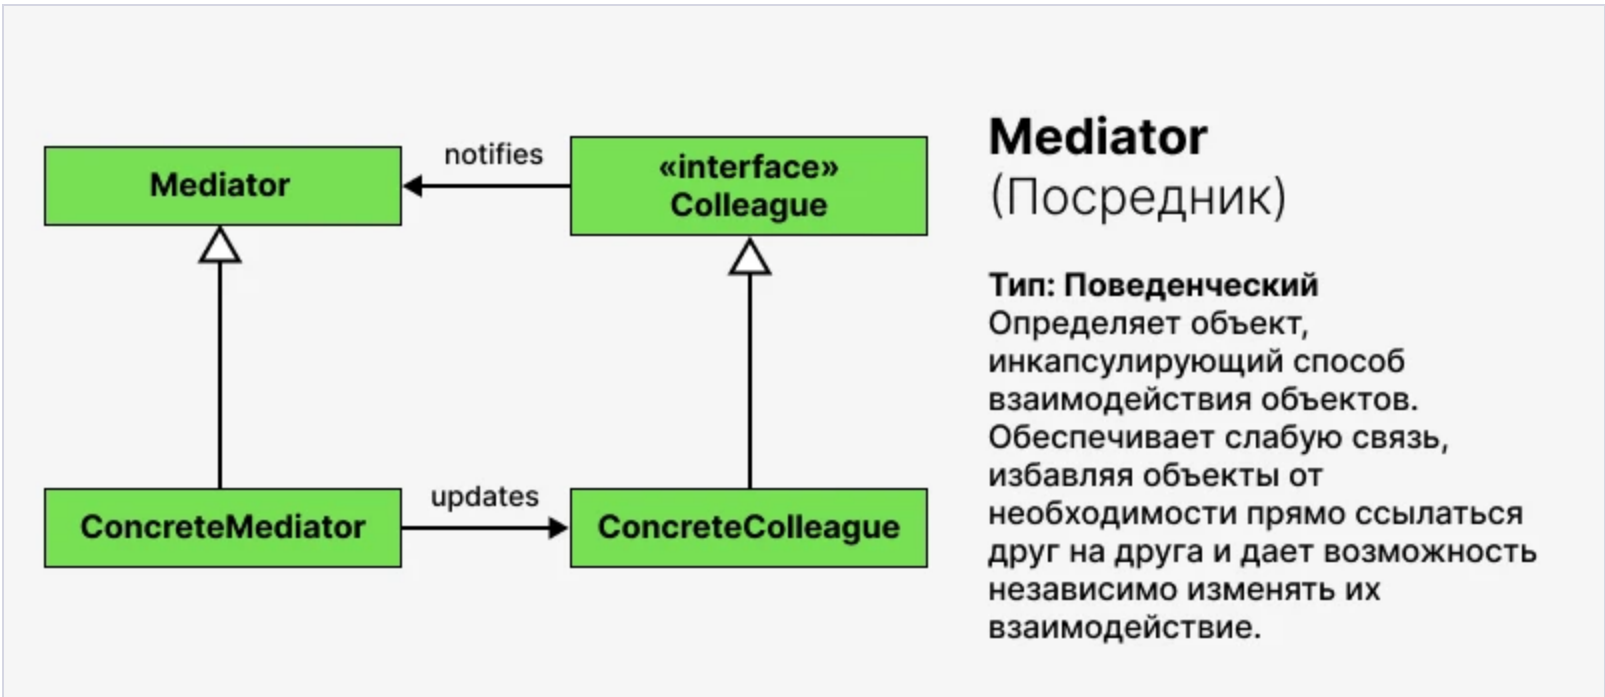 Mediator
notifies
«interface»
Colleague
ConcreteMediator
updates
ConcreteColleague
Mediator
(Посредник)
Тип: Поведенческий
Определяет объект,
инкапсулирующий способ
взаимодействия объектов.
Обеспечивает слабую связь,
избавляя объекты от
необходимости прямо ссылаться
друг на друга и дает возможность
независимо изменять их
взаимодействие.